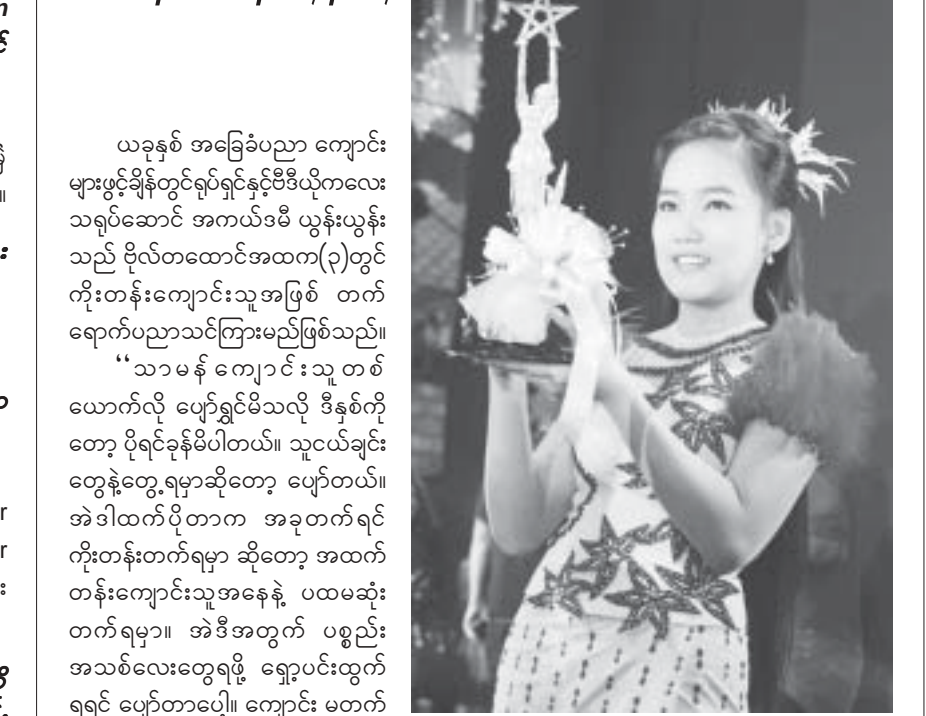 ယခုနှစ် အခြေခံပညာ ကျောင်း
များဖွင့်ချိန်တွင်ရုပ်ရှင်နှင့်ဗီဒီယိုကလေး
သရုပ်ဆောင် အကယ်ဒမီ ယွန်းယွန်း
သည် ဗိုလ်တထောင်အထက(၃)တွင်
ကိုးတန်းကျောင်းသူအဖြစ် တက်
ရောက်ပညာသင်ကြားမည်ဖြစ်သည်။
“သာမန်ကျောင်းသူတစ်
ယောက်လို ပျော်ရွှင်မိသလို ဒီနှစ်ကို
တော့ ပိုရင်ခုန်မိပါတယ်။ သူငယ်ချင်း
တွေနဲ့တွေ့ရမှာဆိုတော့ ပျော်တယ်။
အဲဒါထက်ပိုတာက အခုတက်ရင်
ကိုးတန်းတက်ရမှာ ဆိုတော့ အထက်
တန်းကျောင်းသူအနေနဲ့ ပထမဆုံး
တက်ရမှာ။ အဲဒီအတွက် ပစ္စည်း
အသစ်လေးတွေရဖို့ ရှော့ပင်းထွက်
ရရင် ပျော်တာပေါ့။ ကျောင်း မတက်